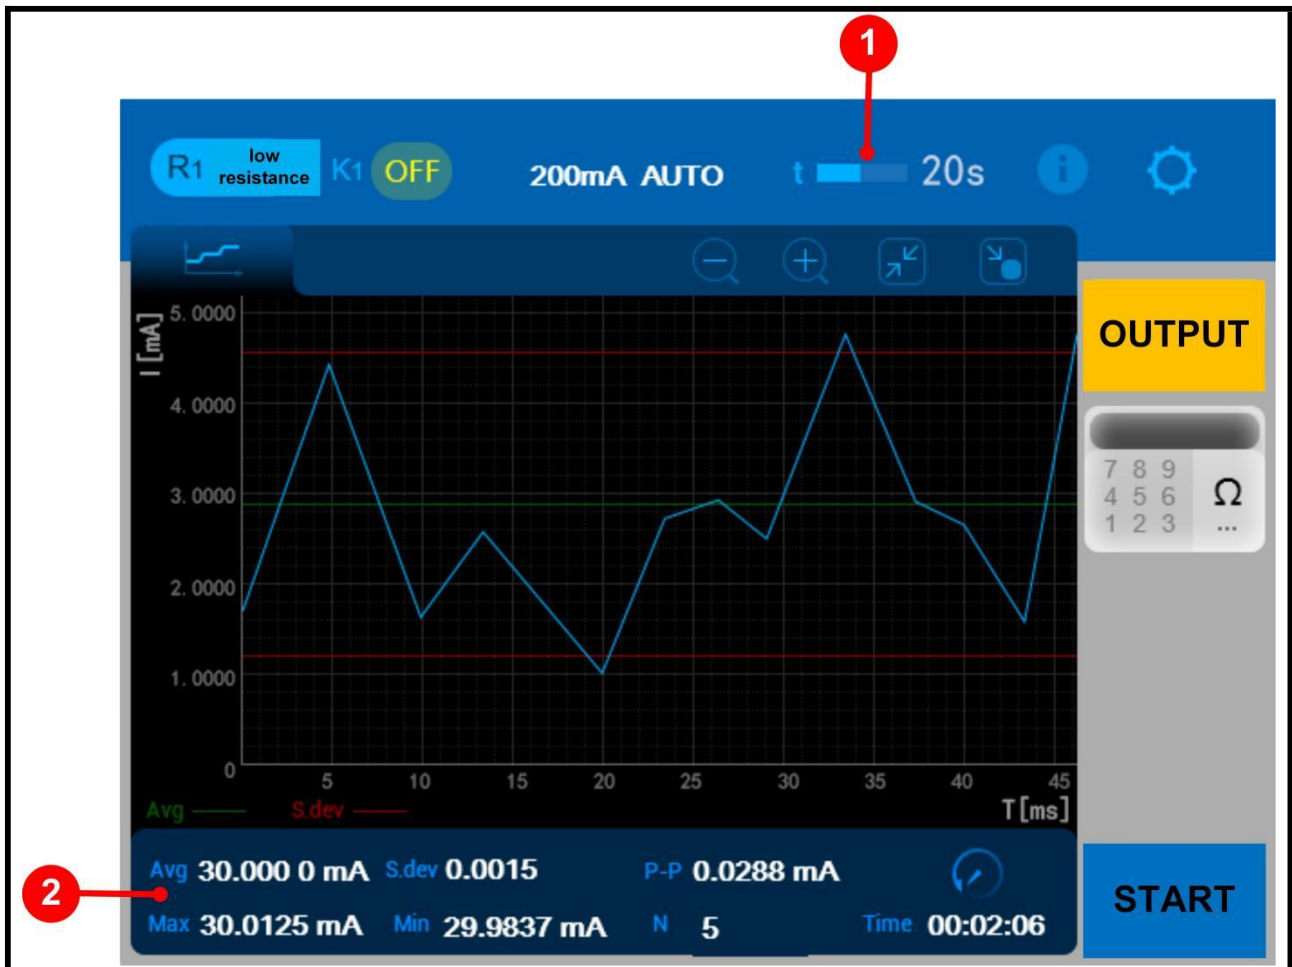 1
R1 low resistance K1 OFF 200mA AUTO t 20s i
I [mA]
5.0000
4.0000
3.0000
2.0000
1.0000
0
5 10 15 20 25 30 35 40 45
T[ms]
Avg S.dev
OUTPUT
7 8 9
4 5 6 Ω
1 2 3 ...
2
Avg 30.000 0 mA S.dev 0.0015 P-P 0.0288 mA
Max 30.0125 mA Min 29.9837 mA N 5 Time 00:02:06
START